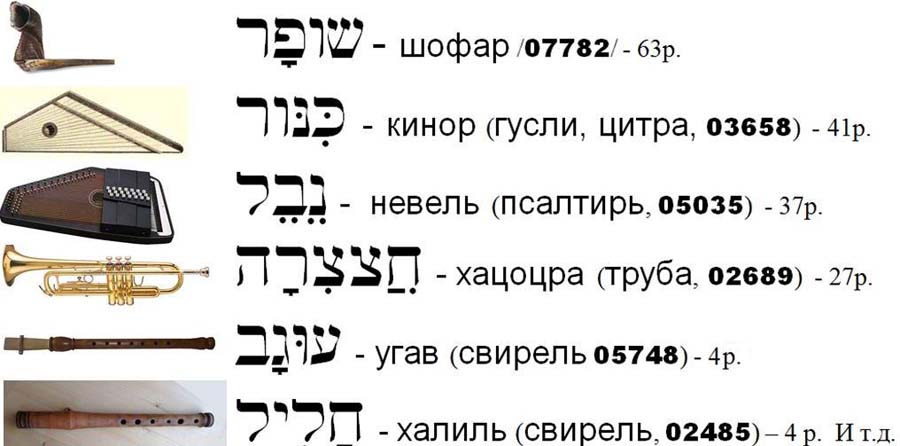 שׁוֹפָר - шофар /07782/ - 63р.
כִּנּוֹר - кинор (гусли, цитра, 03658) - 41р.
נֵבֶל - невель (псалтирь, 05035) - 37р.
חֲצֹצְרָה - хацоцра (труба, 02689) - 27р.
עוּגָב - угав (свирель 05748) - 4р.
חָלִיל - халиль (свирель, 02485) – 4 р. И т.д.